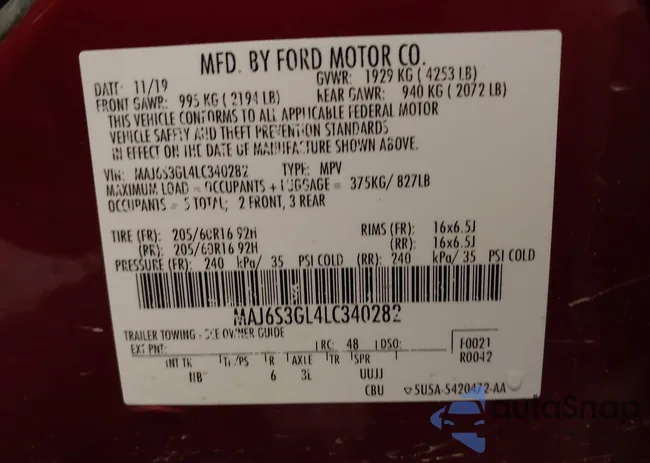 MFD. BY FORD MOTOR CO.
DATE: 11/19 GVWR: 1929 KG ( 4253 LB)
FRONT GAWR: 995 KG ( 2194 LB) REAR GAWR: 940 KG ( 2072 LB)
THIS VEHICLE CONFORMS TO ALL APPLICABLE FEDERAL MOTOR
VEHICLE SAFETY AND THEFT PREVENTION STANDARDS
IN EFFECT ON THE DATE OF MANUFACTURE SHOWN ABOVE.
VIN: MAJ6S3GL4LC340282 TYPE: MPV
MAXIMUM LOAD = OCCUPANTS + LUGGAGE = 375KG/ 827LB
OCCUPANTS = 5 TOTAL; 2 FRONT, 3 REAR
TIRE (FR): 205/60R16 92H RIMS (FR): 16x6.5J
(RR): 205/60R16 92H (RR): 16x6.5J
PRESSURE (FR): 240 kPa/ 35 PSI COLD (RR): 240 kPa/ 35 PSI COLD
MAJ6S3GL4LC340282
TRAILER TOWING - SEE OWNER GUIDE
EXT PNT: RC: 48 DSO: F0021
R0042
INT TR TP/PS R AXLE TR SPR
6 UUJJ
CBU 5USA-5420472-AA
autoSnap